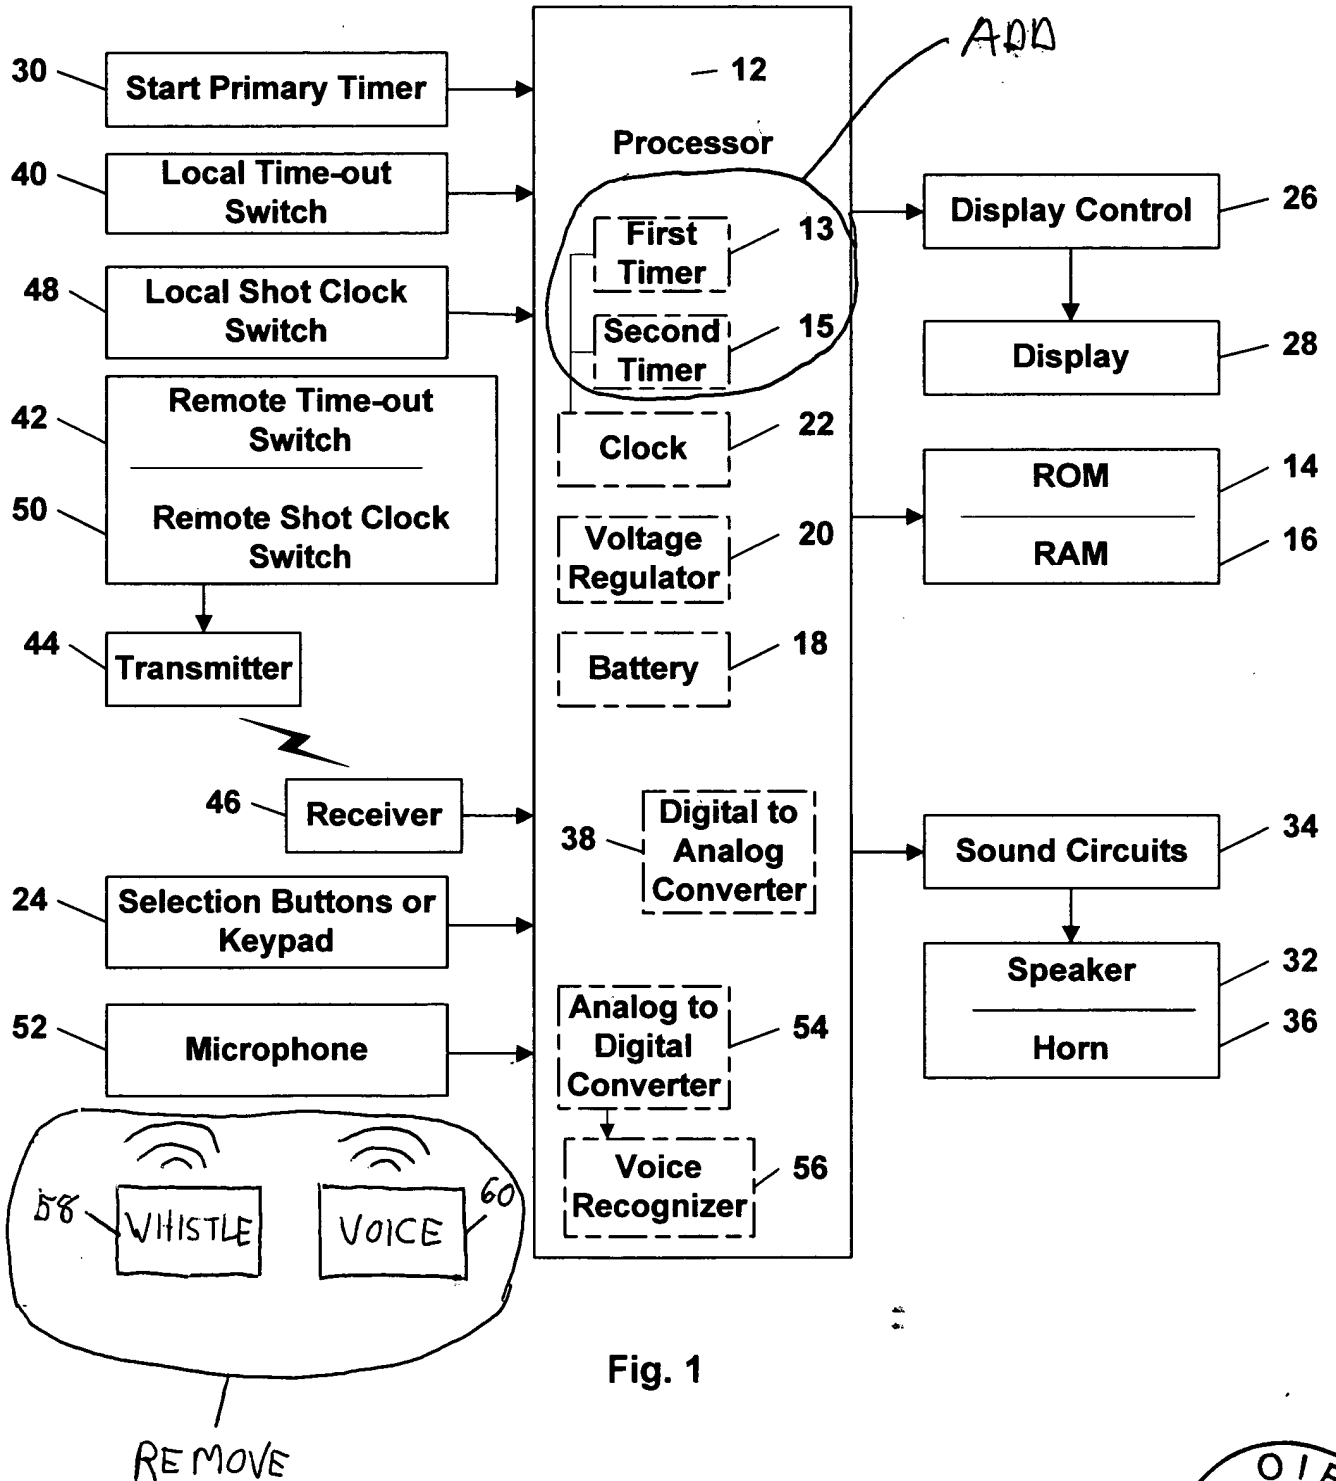 ADD
30
Start Primary Timer
12
Processor
40
Local Time-out
Switch
First
Timer
13
Display Control
26
48
Local Shot Clock
Switch
Second
Timer
15
Display
28
42
Remote Time-out
Switch
50
Remote Shot Clock
Switch
Clock
22
ROM
14
RAM
16
Voltage
Regulator
20
44
Transmitter
Battery
18
46
Receiver
38
Digital to
Analog
Converter
Sound Circuits
34
24
Selection Buttons or
Keypad
Speaker
32
Horn
36
52
Microphone
Analog to
Digital
Converter
54
Voice
Recognizer
56
58
WHISTLE
VOICE
60
Fig. 1
REMOVE